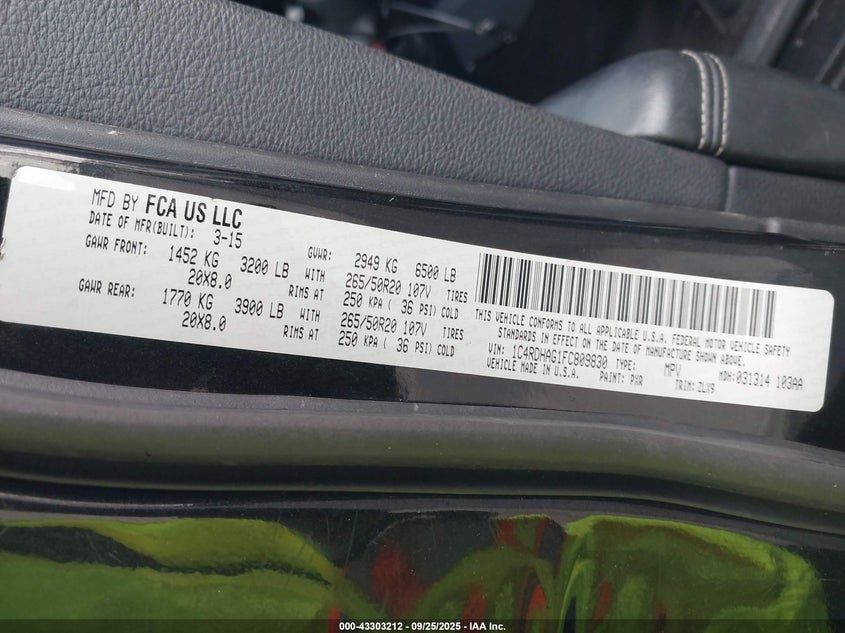 MFD BY FCA US LLC
DATE OF MFR(BUILT): 3-15
GVWR: 2949 KG 6500 LB
GAWR FRONT: 1452 KG 3200 LB WITH 265/50R20 107V TIRES
20X8.0 RIMS AT 250 KPA ( 36 PSI) COLD
GAWR REAR: 1770 KG 3900 LB WITH 265/50R20 107V TIRES
20X8.0 RIMS AT 250 KPA ( 36 PSI) COLD
THIS VEHICLE CONFORMS TO ALL APPLICABLE U.S.A. FEDERAL MOTOR VEHICLE SAFETY
STANDARDS IN EFFECT ON THE DATE OF MANUFACTURE SHOWN ABOVE.
VIN: 1C4RDHAG1FC809830 TYPE: MPV MDH:031314 103AA
VEHICLE MADE IN U.S.A. PAINT: PXR TRIM: ZLX9
000-43303212 - 09/25/2025 - IAA Inc.